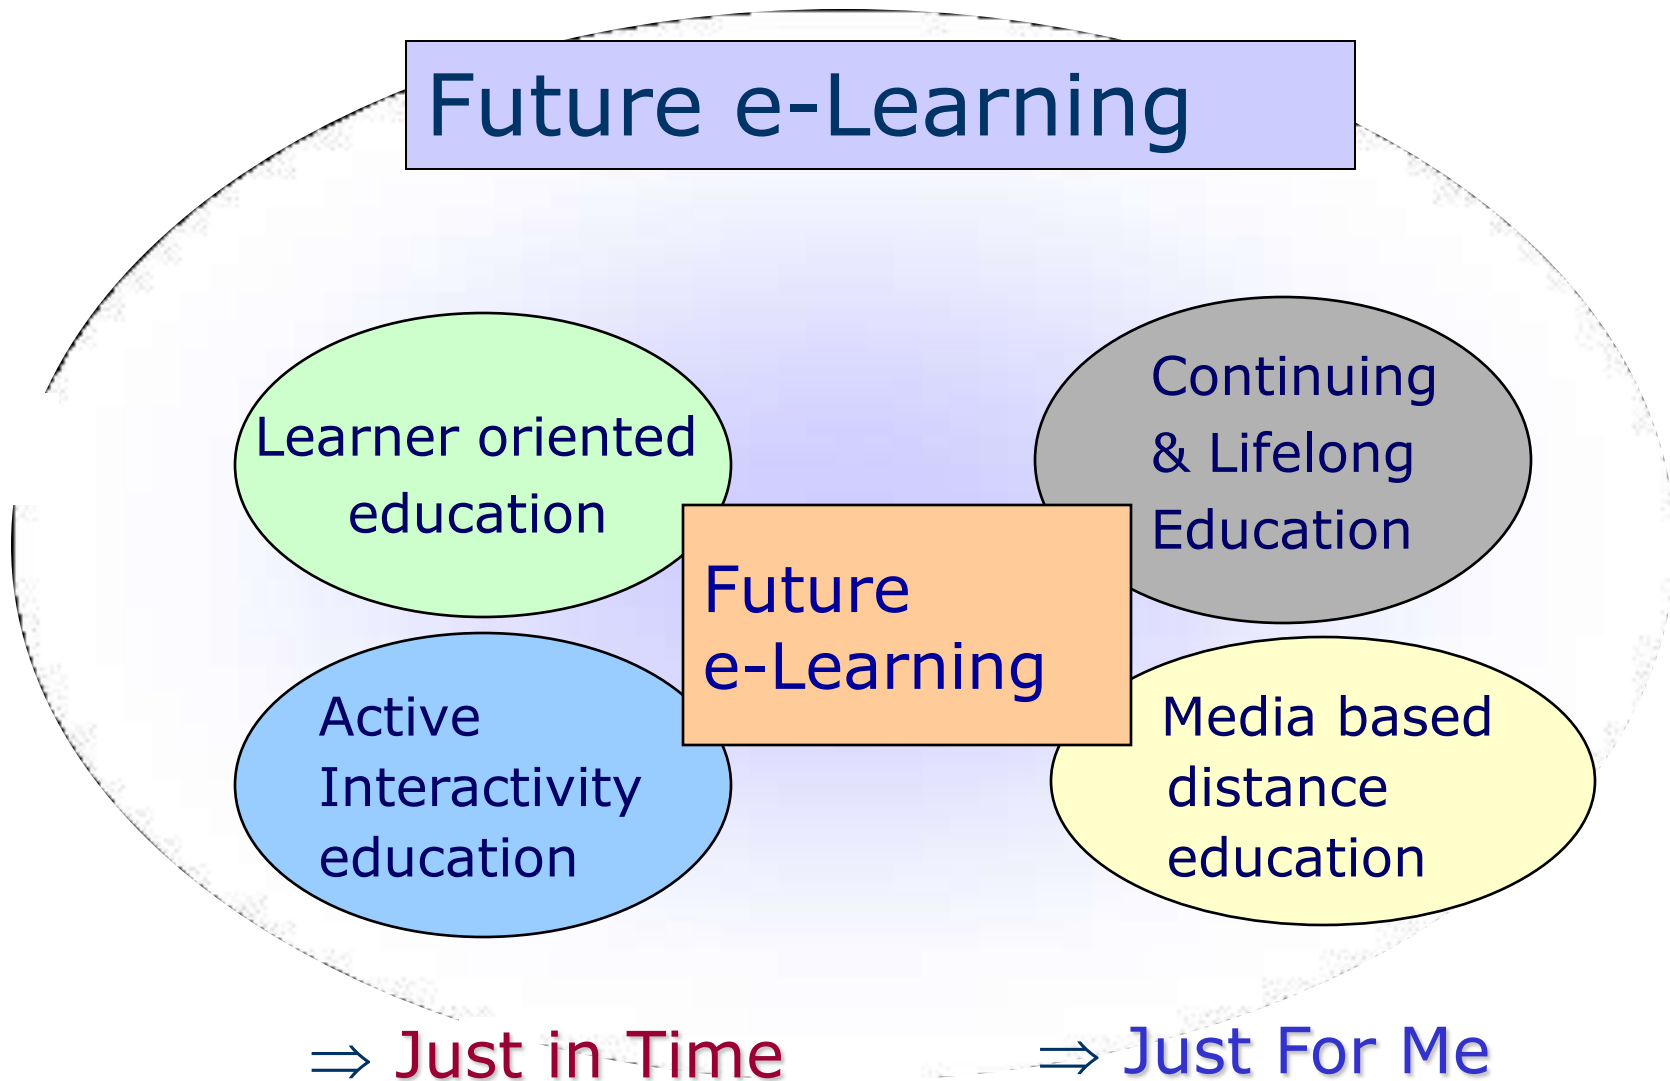 Future e-Learning
Learner oriented
education
Continuing
& Lifelong
Education
Future
e-Learning
Active
Interactivity
education
Media based
distance
education
⇒ Just in Time
⇒ Just For Me